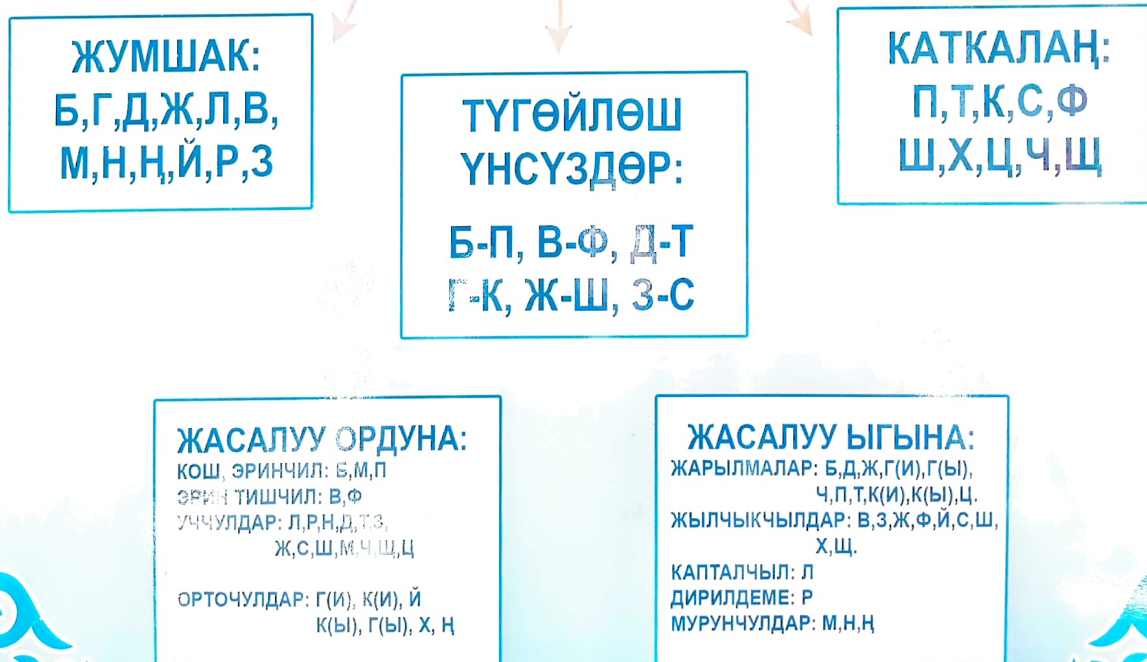 ЖУМШАК:
Б,Г,Д,Ж,Л,В,
М,Н,Ң,Й,Р,З
ТҮГӨЙЛӨШ
ҮНСҮЗДӨР:
Б-П, В-Ф, Д-Т
Г-К, Ж-Ш, З-С
КАТКАЛАҢ:
П,Т,К,С,Ф
Ш,Х,Ц,Ч,Щ
ЖАСАЛУУ ОРДУНА:
КОШ, ЭРИНЧИЛ: Б,М,П
ЭРИН ТИШЧИЛ: В,Ф
УЧЧУЛДАР: Л,Р,Н,Д,Т,З,
Ж,С,Ш,М,Ч,Щ,Ц
ОРТОЧУЛДАР: Г(И), К(И), Й
К(Ы), Г(Ы), Х, Ң
ЖАСАЛУУ ЫГЫНА:
ЖАРЫЛМАЛАР: Б,Д,Ж,Г(И),Г(Ы),
Ч,П,Т,К(И),К(Ы),Ц.
ЖЫЛЧЫКЧЫЛДАР: В,З,Ж,Ф,Й,С,Ш,
Х,Щ.
КАПТАЛЧЫЛ: Л
ДИРИЛДЕМЕ: Р
МУРУНЧУЛДАР: М,Н,Ң